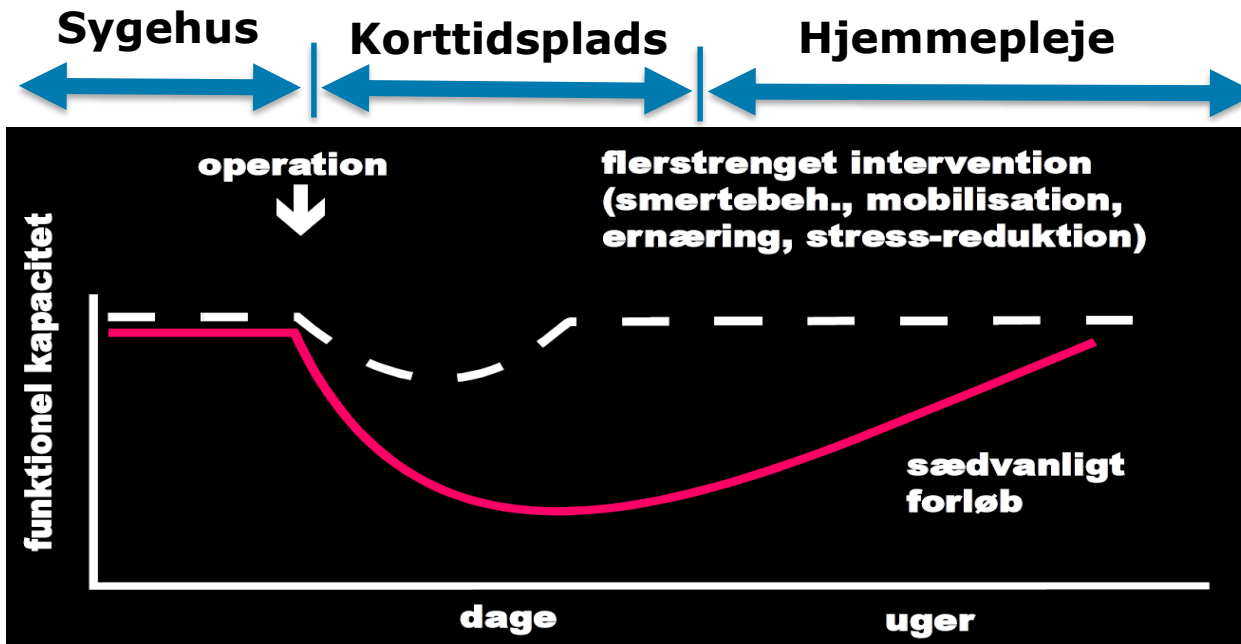 Sygehus
Korttidsplads
Hjemmepleje
operation
flerstrenget intervention
(smertebeh., mobilisation,
ernæring, stress-reduktion)
funktionel kapacitet
sædvanligt
forløb
dage
uger